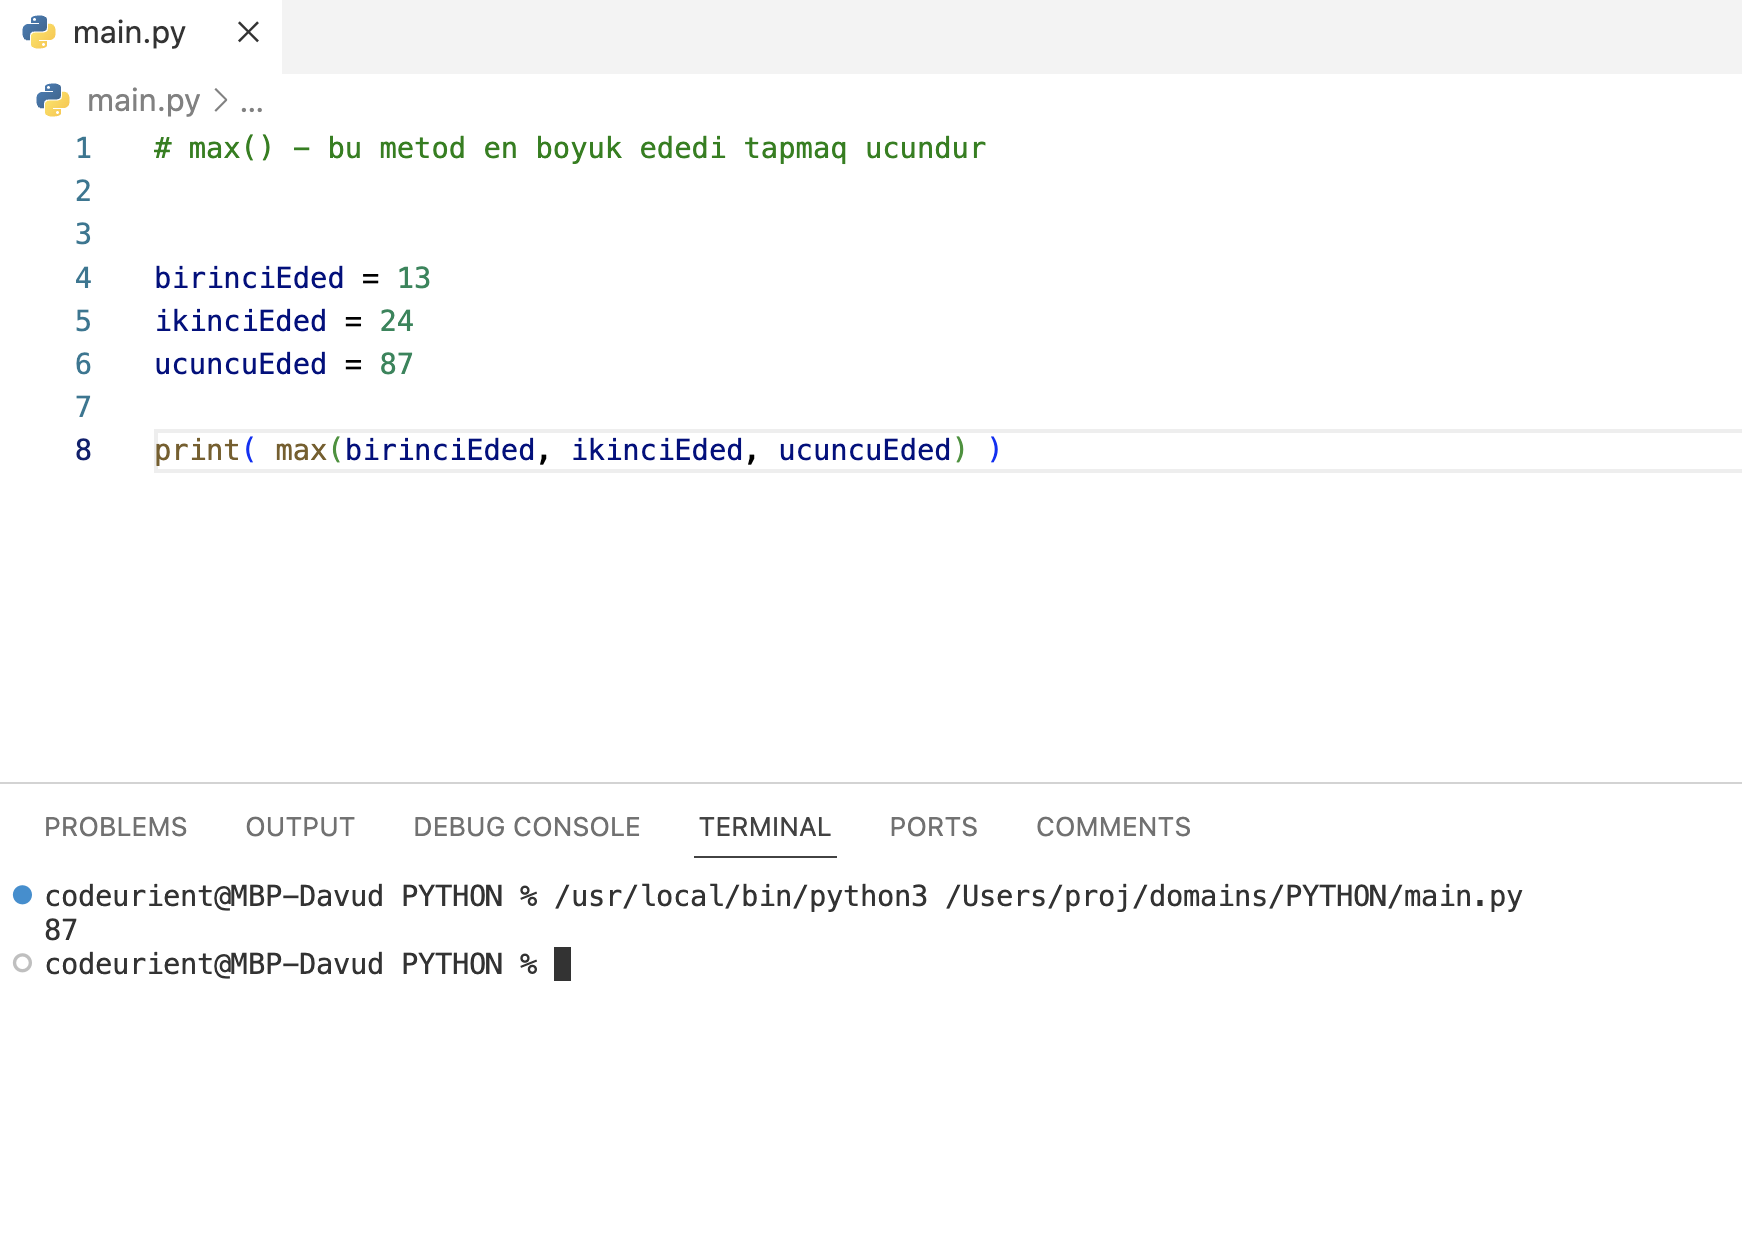 main.py
main.py > ...
1 # max() - bu metod en boyuk ededi tapmaq ucundur
2
3
4 birinciEded = 13
5 ikinciEded = 24
6 ucuncuEded = 87
7
8 print( max(birinciEded, ikinciEded, ucuncuEded) )
PROBLEMS OUTPUT DEBUG CONSOLE TERMINAL PORTS COMMENTS
codeurient@MBP-Davud PYTHON % /usr/local/bin/python3 /Users/proj/domains/PYTHON/main.py
87
codeurient@MBP-Davud PYTHON %